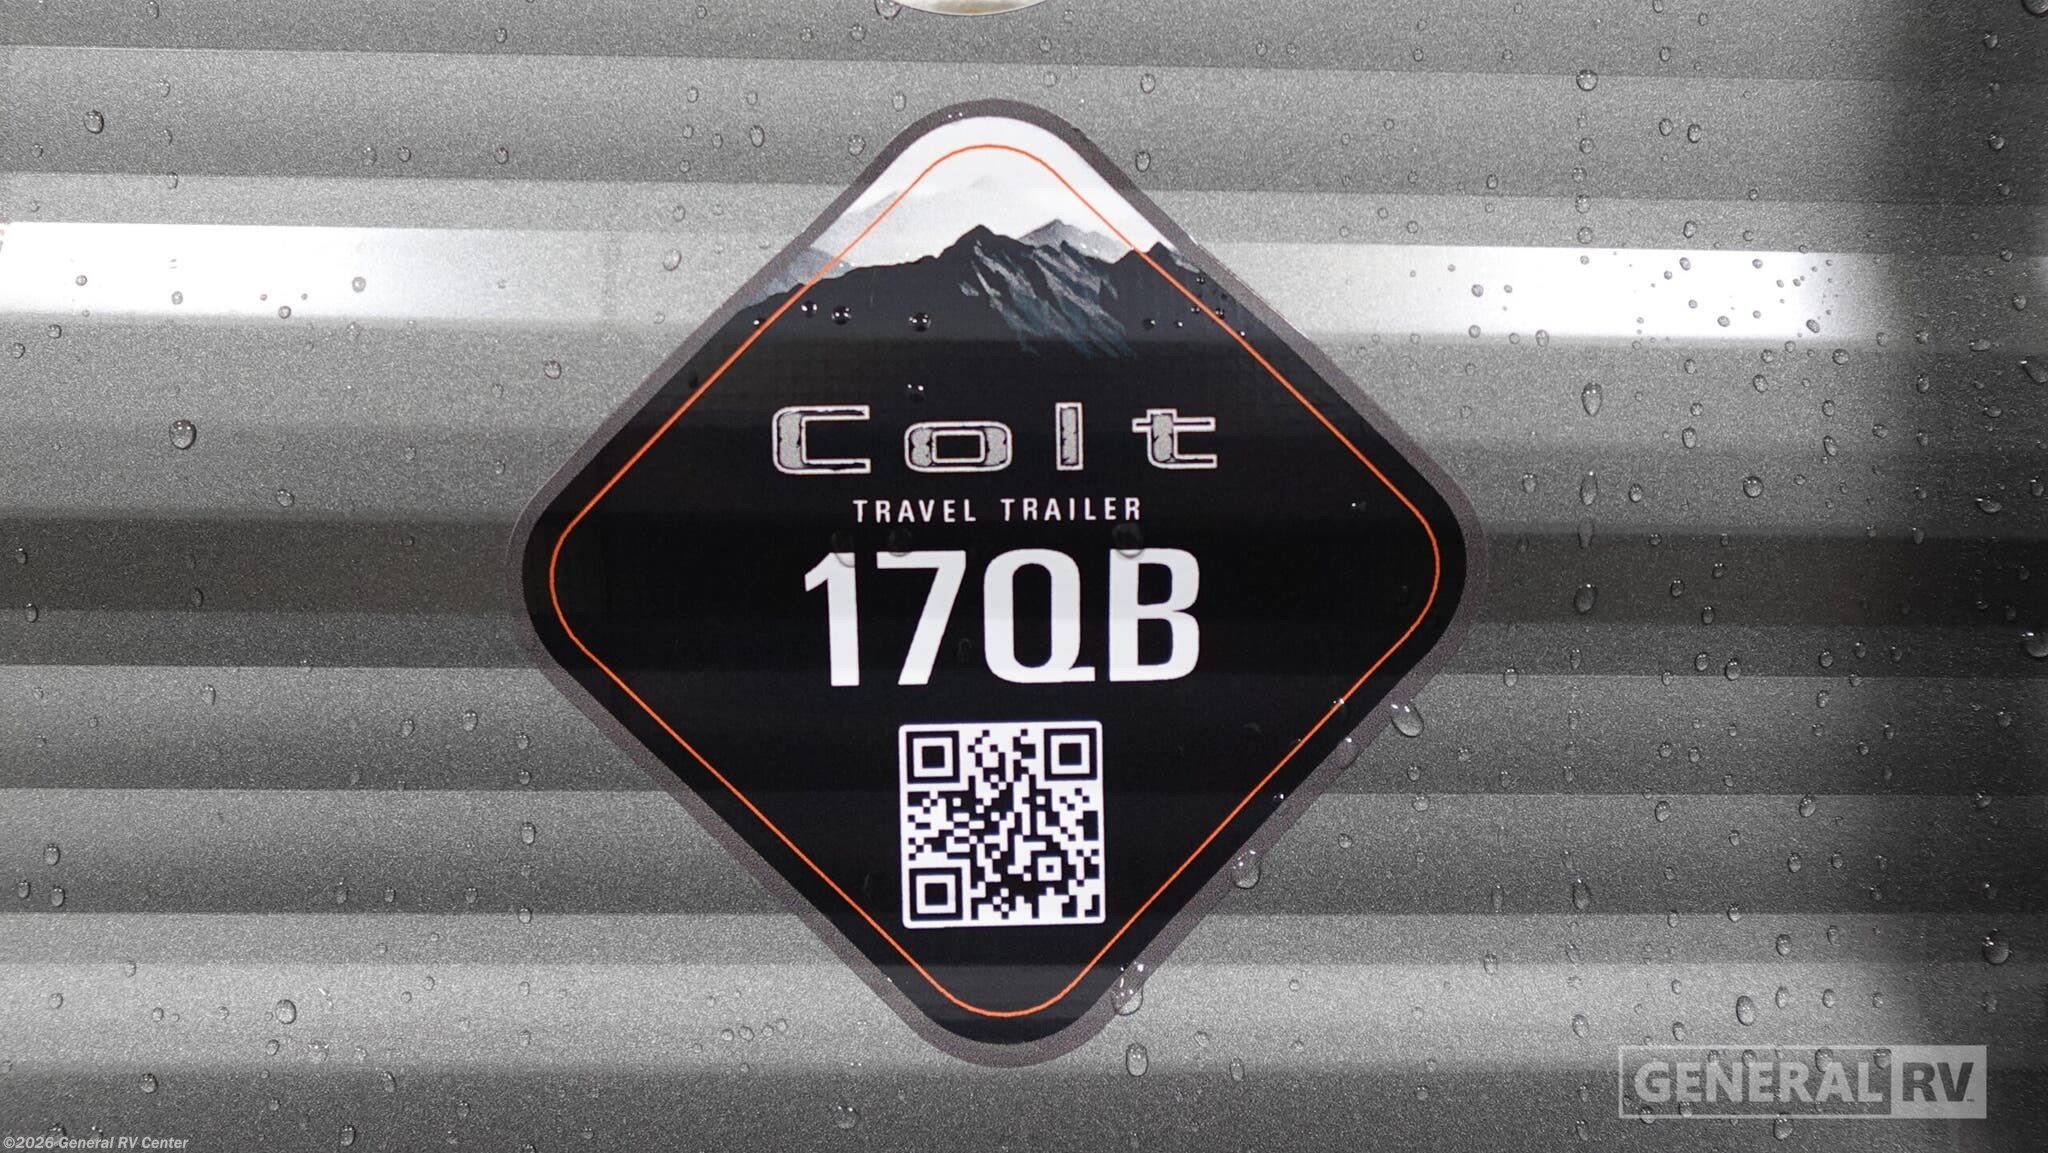 Colt
TRAVEL TRAILER
17QB
GENERAL RV
©2026 General RV Center